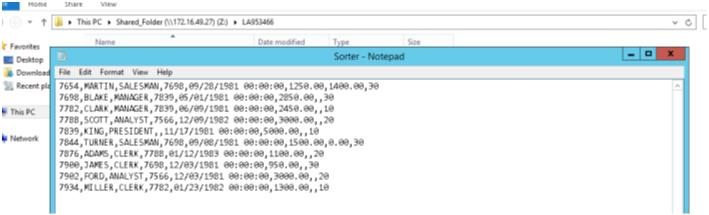 Home Share View
This PC ▸ Shared_Folder (\\172.16.49.27) (Z:) ▸ LA953466
Name Date modified Type Size
Favorites
Desktop
Download
Recent pla
This PC
Network
Sorter - Notepad
File Edit Format View Help
7654,MARTIN,SALESMAN,7698,09/28/1981 00:00:00,1250.00,1400.00,30
7698,BLAKE,MANAGER,7839,05/01/1981 00:00:00,2850.00,,30
7782,CLARK,MANAGER,7839,06/09/1981 00:00:00,2450.00,,10
7788,SCOTT,ANALYST,7566,12/09/1982 00:00:00,3000.00,,20
7839,KING,PRESIDENT,,11/17/1981 00:00:00,5000.00,,10
7844,TURNER,SALESMAN,7698,09/08/1981 00:00:00,1500.00,0.00,30
7876,ADAMS,CLERK,7788,01/12/1983 00:00:00,1100.00,,20
7900,JAMES,CLERK,7698,12/03/1981 00:00:00,950.00,,30
7902,FORD,ANALYST,7566,12/03/1981 00:00:00,3000.00,,20
7934,MILLER,CLERK,7782,01/23/1982 00:00:00,1300.00,,10